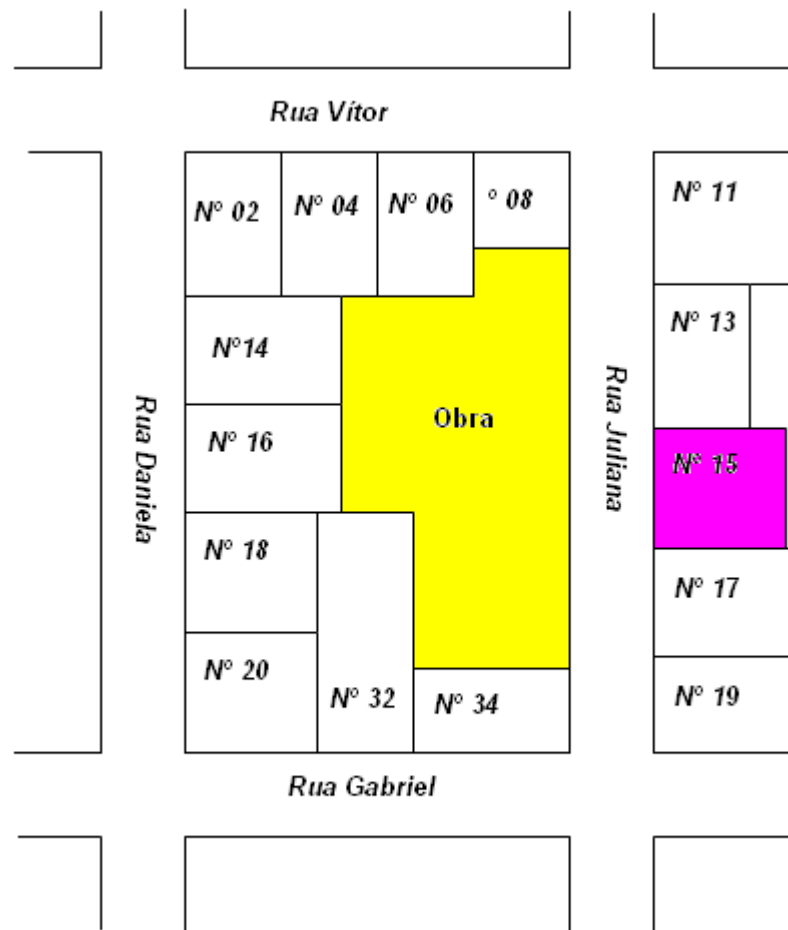 Rua Vítor
Nº 02
Nº 04
Nº 06
º 08
Nº 11
Nº14
Nº 13
Obra
Rua Daniela
Rua Juliana
Nº 16
Nº 15
Nº 18
Nº 17
Nº 20
Nº 32
Nº 34
Nº 19
Rua Gabriel